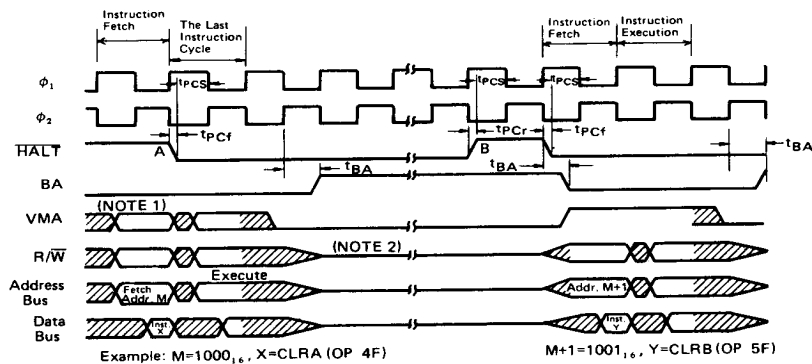 Instruction Fetch
The Last Instruction Cycle
Instruction Fetch
Instruction Execution
φ1
tPCS
tPCS
tPCS
φ2
tPCf
tPCr
tPCf
HALT
A
B
tBA
tBA
tBA
BA
(NOTE 1)
VMA
R/W
(NOTE 2)
Execute
Address Bus
Fetch Addr. M
Addr. M+1
Data Bus
Inst. X
Inst. Y
Example: M=1000₁₆, X=CLRA (OP 4F)
M+1=1001₁₆, Y=CLRB (OP 5F)